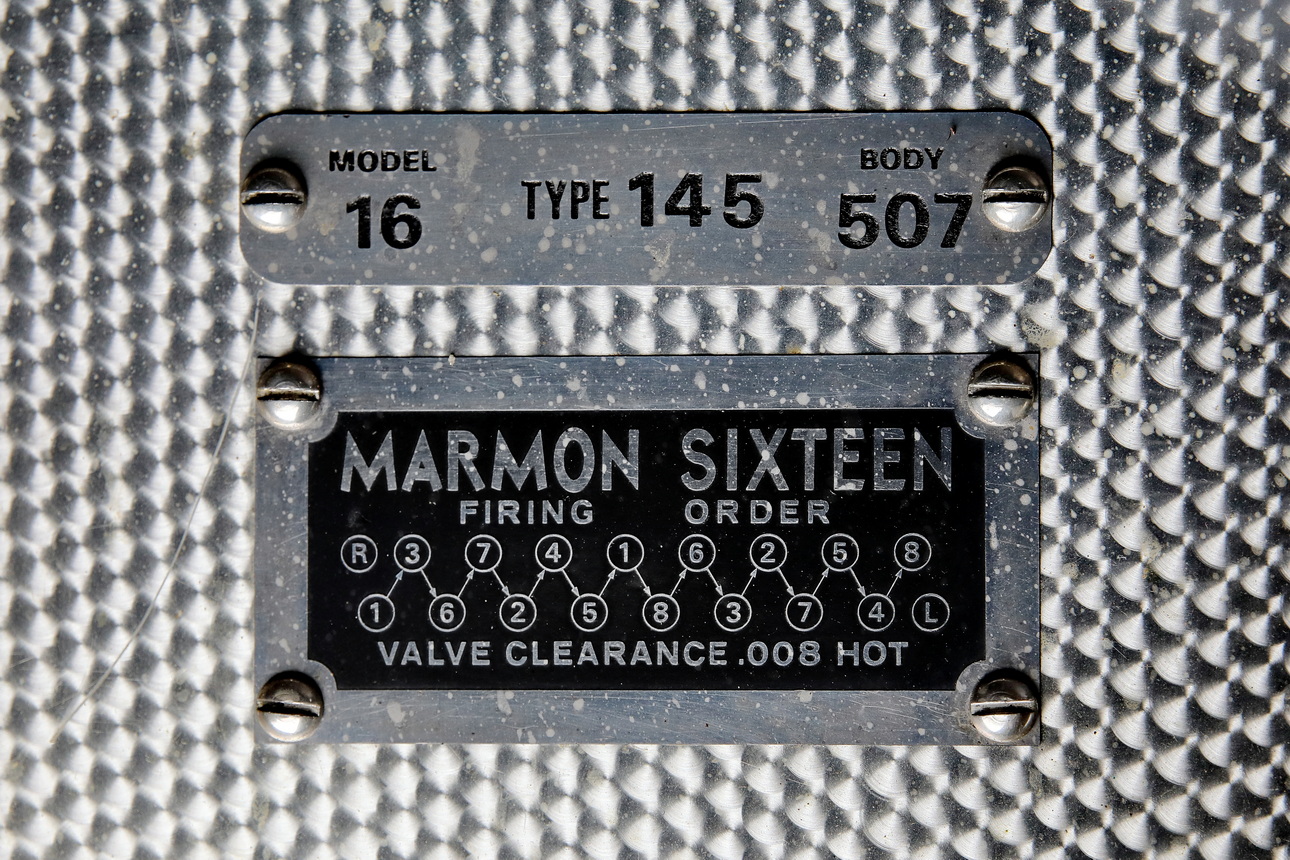 MODEL BODY
16 TYPE 145 507
MARMON SIXTEEN
FIRING ORDER
R 3 7 4 1 6 2 5 8
1 6 2 5 8 3 7 4 L
VALVE CLEARANCE .008 HOT